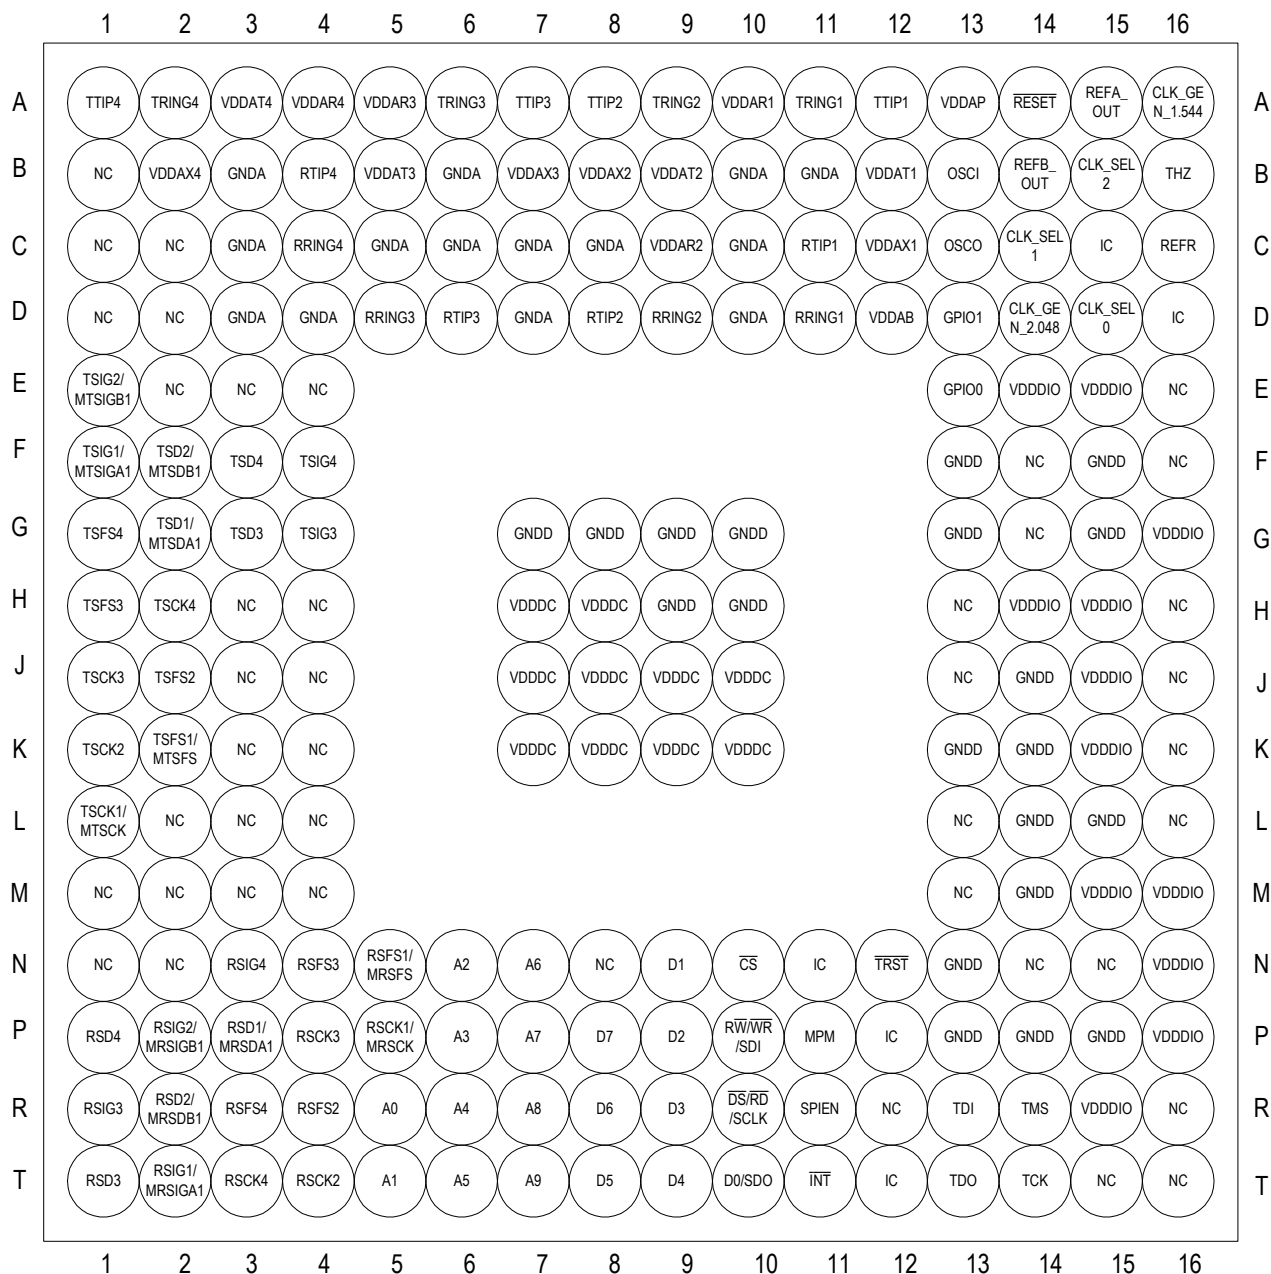 1 2 3 4 5 6 7 8 9 10 11 12 13 14 15 16
A TTIP4 TRING4 VDDAT4 VDDAR4 VDDAR3 TRING3 TTIP3 TTIP2 TRING2 VDDAR1 TRING1 TTIP1 VDDAP RESET REFA_OUT CLK_GEN_1.544 A
B NC VDDAX4 GNDA RTIP4 VDDAT3 GNDA VDDAX3 VDDAX2 VDDAT2 GNDA GNDA VDDAT1 OSCI REFB_OUT CLK_SEL2 THZ B
C NC NC GNDA RRING4 GNDA GNDA GNDA GNDA VDDAR2 GNDA RTIP1 VDDAX1 OSCO CLK_SEL1 IC REFR C
D NC NC GNDA GNDA RRING3 RTIP3 GNDA RTIP2 RRING2 GNDA RRING1 VDDAB GPIO1 CLK_GEN_2.048 CLK_SEL0 IC D
E TSIG2/MTSIGB1 NC NC NC GPIO0 VDDDIO VDDDIO NC E
F TSIG1/MTSIGA1 TSD2/MTSDB1 TSD4 TSIG4 GNDD NC GNDD NC F
G TSFS4 TSD1/MTSDA1 TSD3 TSIG3 GNDD GNDD GNDD GNDD GNDD NC GNDD VDDDIO G
H TSFS3 TSCK4 NC NC VDDDC VDDDC GNDD GNDD NC VDDDIO VDDDIO NC H
J TSCK3 TSFS2 NC NC VDDDC VDDDC VDDDC VDDDC NC GNDD VDDDIO NC J
K TSCK2 TSFS1/MTSFS NC NC VDDDC VDDDC VDDDC VDDDC GNDD GNDD VDDDIO NC K
L TSCK1/MTSCK NC NC NC NC GNDD GNDD NC L
M NC NC NC NC NC GNDD VDDDIO VDDDIO M
N NC NC RSIG4 RSFS3 RSFS1/MRSFS A2 A6 NC D1 CS IC TRST GNDD NC NC VDDDIO N
P RSD4 RSIG2/MRSIGB1 RSD1/MRSDA1 RSCK3 RSCK1/MRSCK A3 A7 D7 D2 RW/WR/SDI MPM IC GNDD GNDD GNDD VDDDIO P
R RSIG3 RSD2/MRSDB1 RSFS4 RSFS2 A0 A4 A8 D6 D3 DS/RD/SCLK SPIEN NC TDI TMS VDDDIO NC R
T RSD3 RSIG1/MRSIGA1 RSCK4 RSCK2 A1 A5 A9 D5 D4 D0/SDO INT IC TDO TCK NC NC T
1 2 3 4 5 6 7 8 9 10 11 12 13 14 15 16